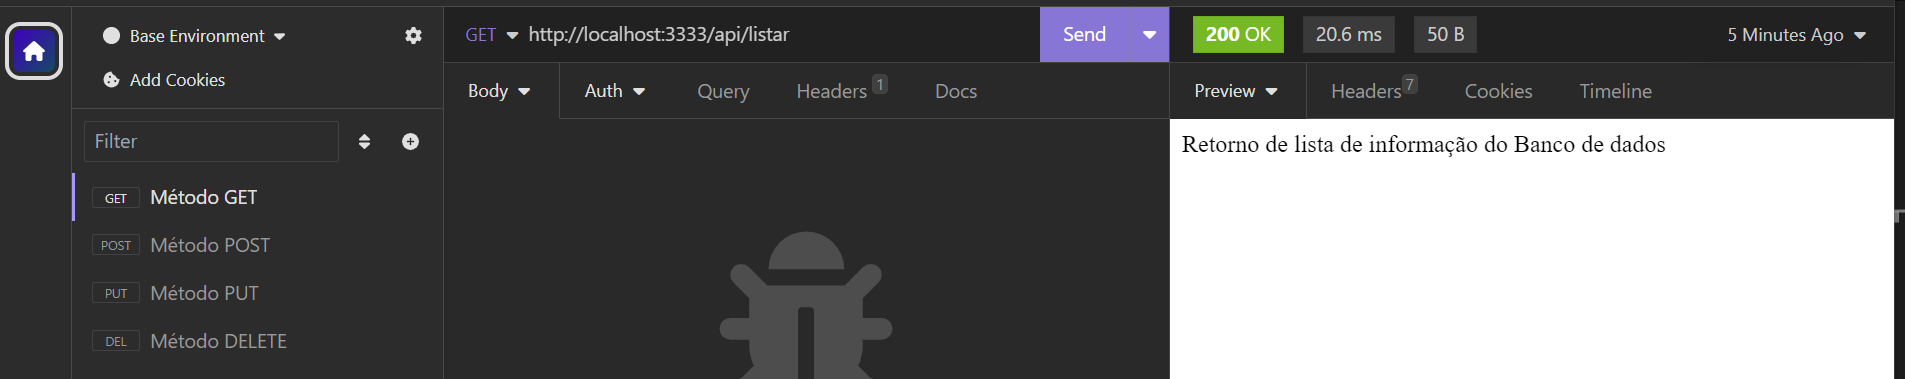 Base Environment
Add Cookies
Filter
GET Método GET
POST Método POST
PUT Método PUT
DEL Método DELETE
GET http://localhost:3333/api/listar Send
Body Auth Query Headers 1 Docs
200 OK 20.6 ms 50 B 5 Minutes Ago
Preview Headers 7 Cookies Timeline
Retorno de lista de informação do Banco de dados